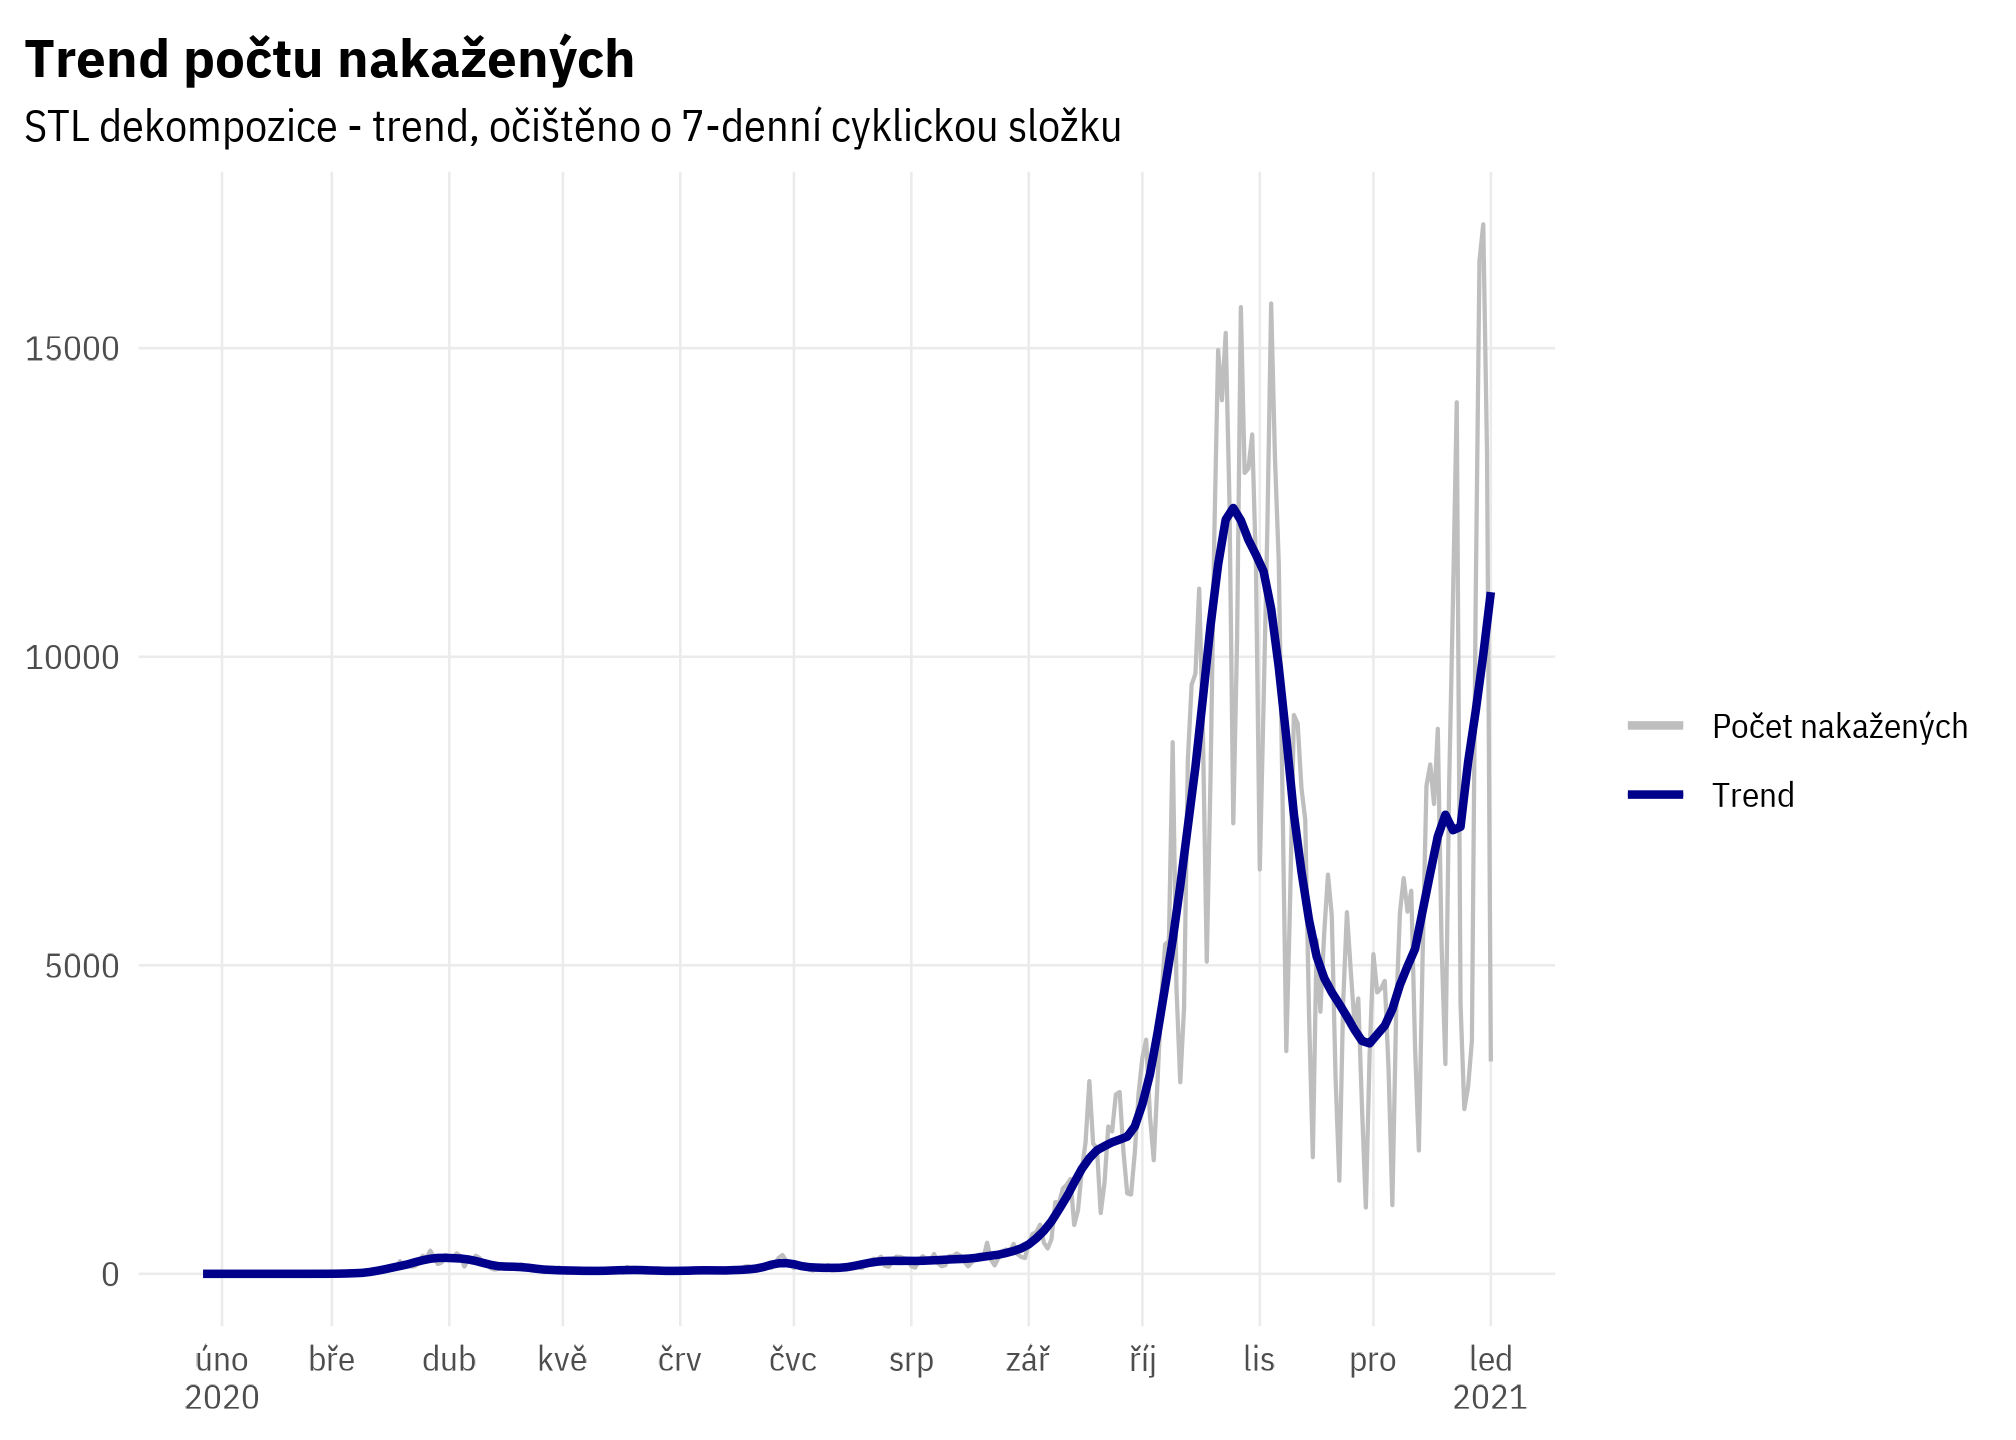 Trend počtu nakažených
STL dekompozice - trend, očištěno o 7-denní cyklickou složku
15000
10000
5000
0
úno bře dub kvě črv čvc srp zář říj lis pro led
2020 2021
Počet nakažených
Trend